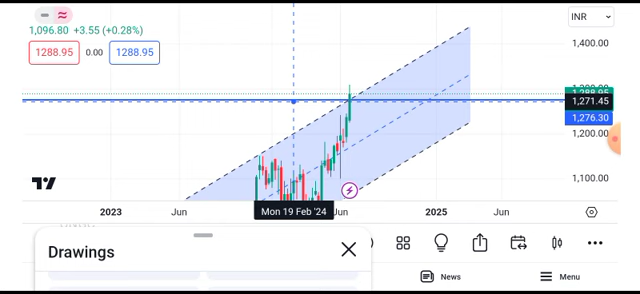 INR
1,096.80 +3.55 (+0.28%)
1288.95 0.00 1288.95
1,400.00
1,288.95
1,271.45
1,276.30
1,200.00
1,100.00
2023 Jun Mon 19 Feb '24 Jun 2025 Jun
Drawings
News
Menu